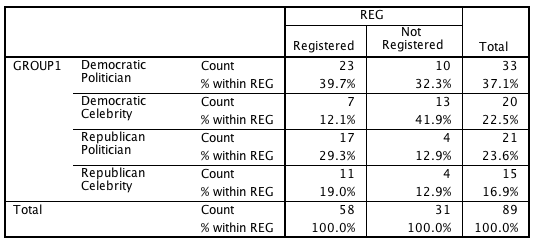 REG
Registered Not Registered Total
GROUP1 Democratic Politician Count 23 10 33
% within REG 39.7% 32.3% 37.1%
Democratic Celebrity Count 7 13 20
% within REG 12.1% 41.9% 22.5%
Republican Politician Count 17 4 21
% within REG 29.3% 12.9% 23.6%
Republican Celebrity Count 11 4 15
% within REG 19.0% 12.9% 16.9%
Total Count 58 31 89
% within REG 100.0% 100.0% 100.0%